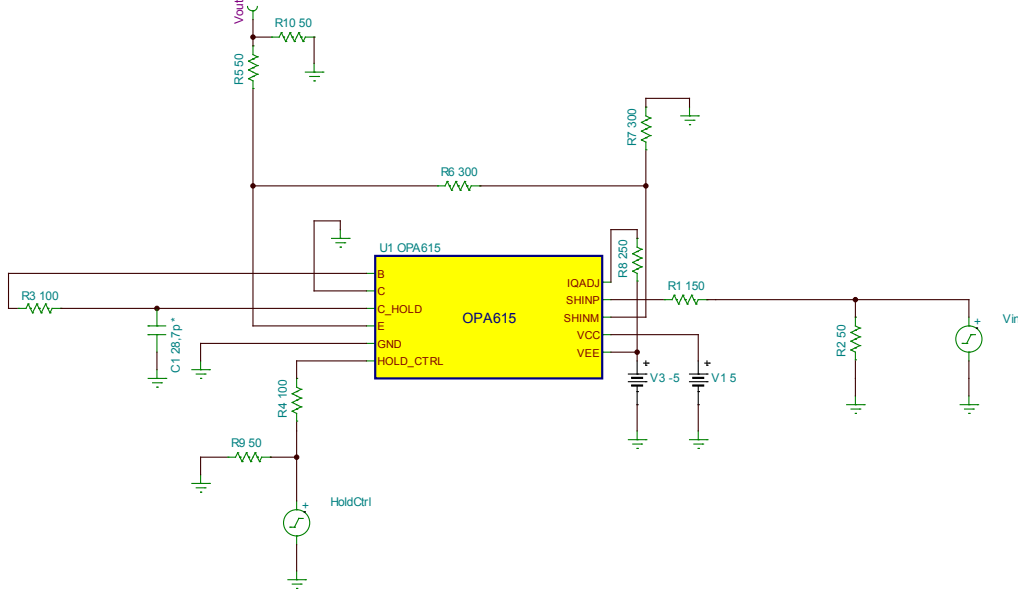 Vout
R10 50
R5 50
R7 300
R6 300
U1 OPA615
R8 250
B
C
C_HOLD
E
GND
HOLD_CTRL
OPA615
IQADJ
SHINP
SHINM
VCC
VEE
R3 100
C1 28,7p *
R1 150
Vin
+
R2 50
+
V3 -5
+
V1 5
R4 100
R9 50
HoldCtrl
+